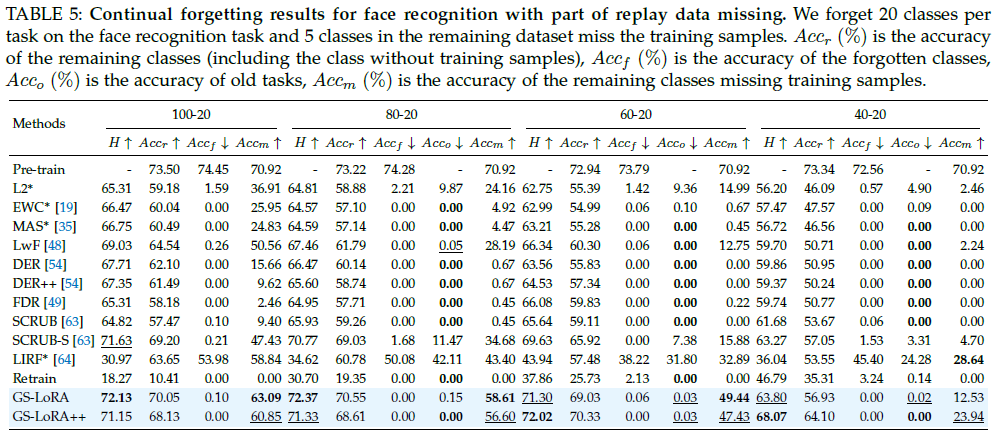 TABLE 5: Continual forgetting results for face recognition with part of replay data missing. We forget 20 classes per
task on the face recognition task and 5 classes in the remaining dataset miss the training samples. Acc_r (%) is the accuracy
of the remaining classes (including the class without training samples), Acc_f (%) is the accuracy of the forgotten classes,
Acc_o (%) is the accuracy of old tasks, Acc_m (%) is the accuracy of the remaining classes missing training samples.
Methods 100-20 80-20 60-20 40-20
H ↑ Acc_r ↑ Acc_f ↓ Acc_m ↑ H ↑ Acc_r ↑ Acc_f ↓ Acc_o ↓ Acc_m ↑ H ↑ Acc_r ↑ Acc_f ↓ Acc_o ↓ Acc_m ↑ H ↑ Acc_r ↑ Acc_f ↓ Acc_o ↓ Acc_m ↑
Pre-train - 73.50 74.45 70.92 - 73.22 74.28 - 70.92 - 72.94 73.79 - 70.92 - 73.34 72.56 - 70.92
L2* 65.31 59.18 1.59 36.91 64.81 58.88 2.21 9.87 24.16 62.75 55.39 1.42 9.36 14.99 56.20 46.09 0.57 4.90 2.46
EWC* [19] 66.47 60.04 0.00 25.95 64.57 57.10 0.00 0.00 4.92 62.99 54.99 0.06 0.10 0.67 57.47 47.57 0.00 0.09 0.00
MAS* [35] 66.75 60.49 0.00 24.83 64.59 57.14 0.00 0.00 4.47 63.21 55.28 0.00 0.00 0.45 56.72 46.56 0.00 0.00 0.00
LwF [48] 69.03 64.54 0.26 50.56 67.46 61.79 0.00 0.05 28.19 66.34 60.30 0.06 0.00 12.75 59.70 50.71 0.00 0.00 2.24
DER [54] 67.71 62.10 0.00 15.66 66.47 60.14 0.00 0.00 0.67 63.56 55.83 0.00 0.00 0.00 59.86 50.95 0.00 0.00 0.00
DER++ [54] 67.35 61.49 0.00 9.62 65.60 58.74 0.00 0.00 0.67 64.53 57.34 0.00 0.00 0.00 59.37 50.24 0.00 0.00 0.00
FDR [49] 65.31 58.18 0.00 2.46 64.95 57.71 0.00 0.00 0.45 66.08 59.83 0.00 0.00 0.22 59.74 50.77 0.00 0.00 0.00
SCRUB [63] 64.82 57.47 0.10 9.40 65.93 59.26 0.00 0.00 0.45 65.64 59.11 0.00 0.00 0.00 61.68 53.67 0.06 0.00 0.00
SCRUB-S [63] 71.63 69.20 0.21 47.43 70.77 69.03 1.68 11.47 34.68 69.63 65.92 0.00 7.38 15.88 63.27 57.05 1.53 3.31 4.70
LIRF* [64] 30.97 63.65 53.98 58.84 34.62 60.78 50.08 42.11 43.40 43.94 57.48 38.22 31.80 32.89 36.04 53.55 45.40 24.28 28.64
Retrain 18.27 10.41 0.00 0.00 30.70 19.35 0.00 0.00 0.00 37.86 25.73 2.13 0.00 0.00 46.79 35.31 3.24 0.14 0.00
GS-LoRA 72.13 70.05 0.10 63.09 72.37 70.55 0.00 0.15 58.61 71.30 69.03 0.06 0.03 49.44 63.80 56.93 0.00 0.02 12.53
GS-LoRA++ 71.15 68.13 0.00 60.85 71.33 68.61 0.00 0.00 56.60 72.02 70.33 0.00 0.03 47.43 68.07 64.10 0.00 0.00 23.94